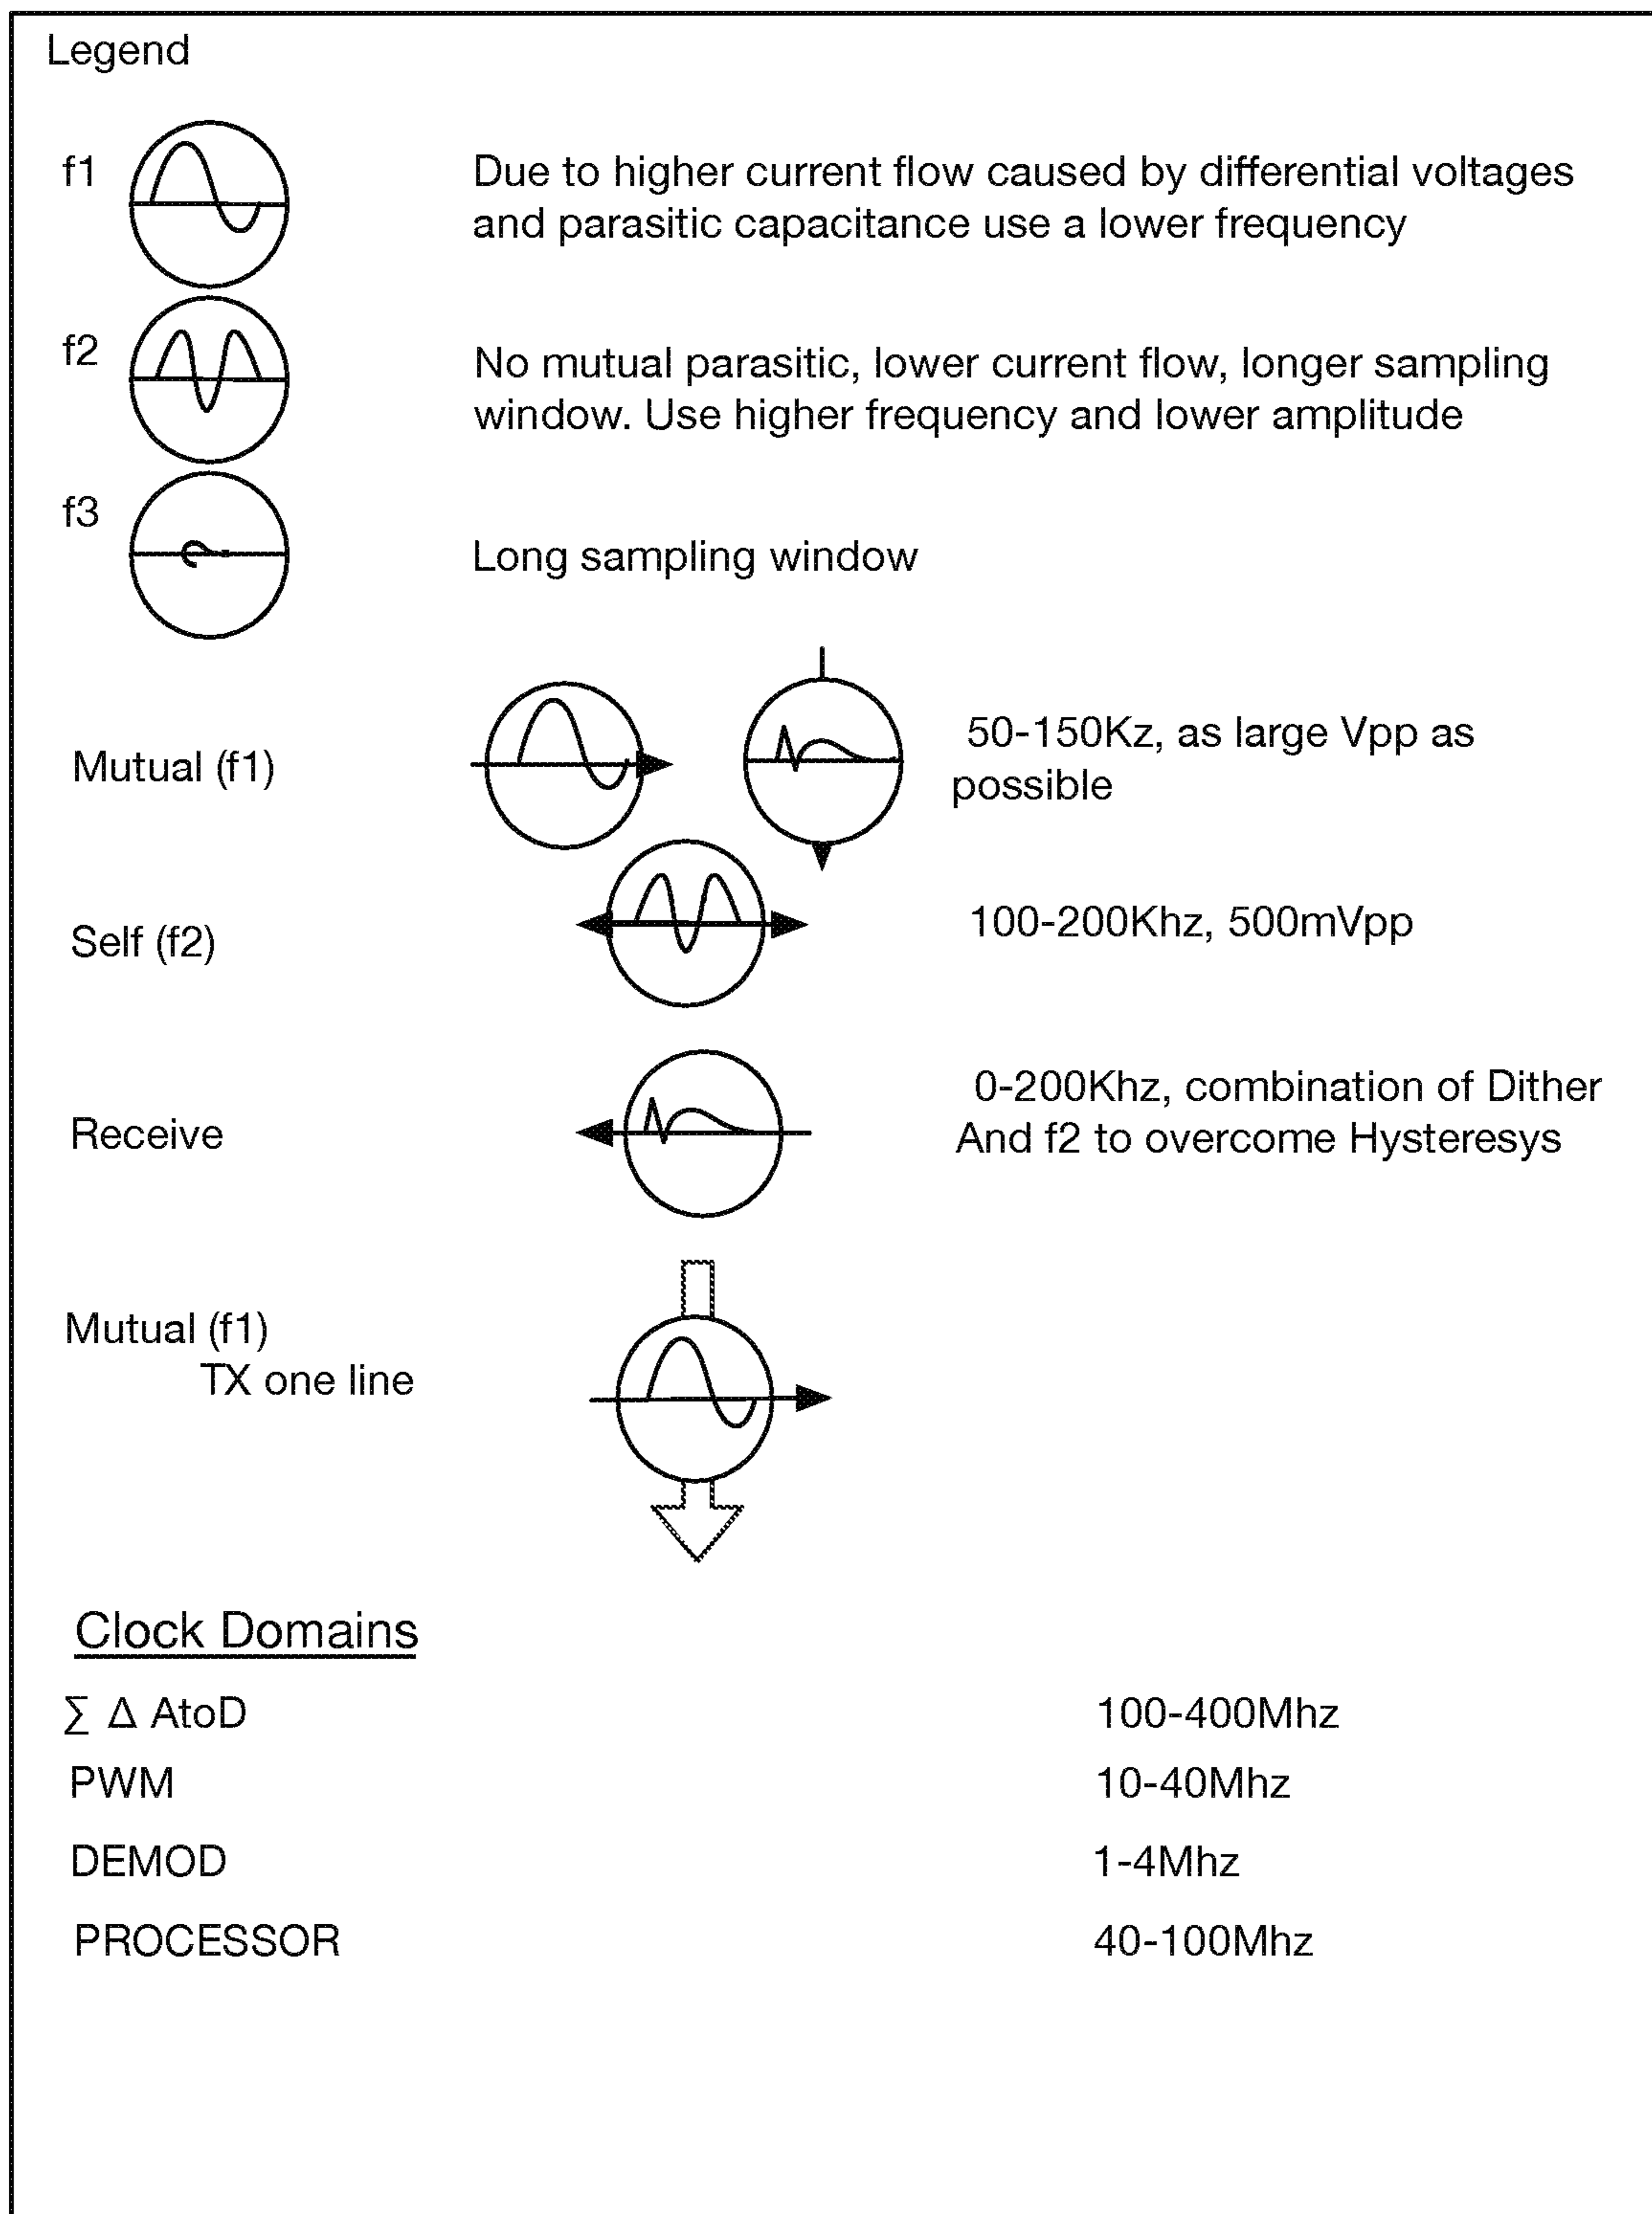 Legend
f1
Due to higher current flow caused by differential voltages
and parasitic capacitance use a lower frequency
f2
No mutual parasitic, lower current flow, longer sampling
window. Use higher frequency and lower amplitude
f3
Long sampling window
Mutual (f1)
50-150Kz, as large Vpp as
possible
Self (f2)
100-200Khz, 500mVpp
Receive
0-200Khz, combination of Dither
And f2 to overcome Hysteresys
Mutual (f1)
TX one line
Clock Domains
∑ Δ AtoD 100-400Mhz
PWM 10-40Mhz
DEMOD 1-4Mhz
PROCESSOR 40-100Mhz